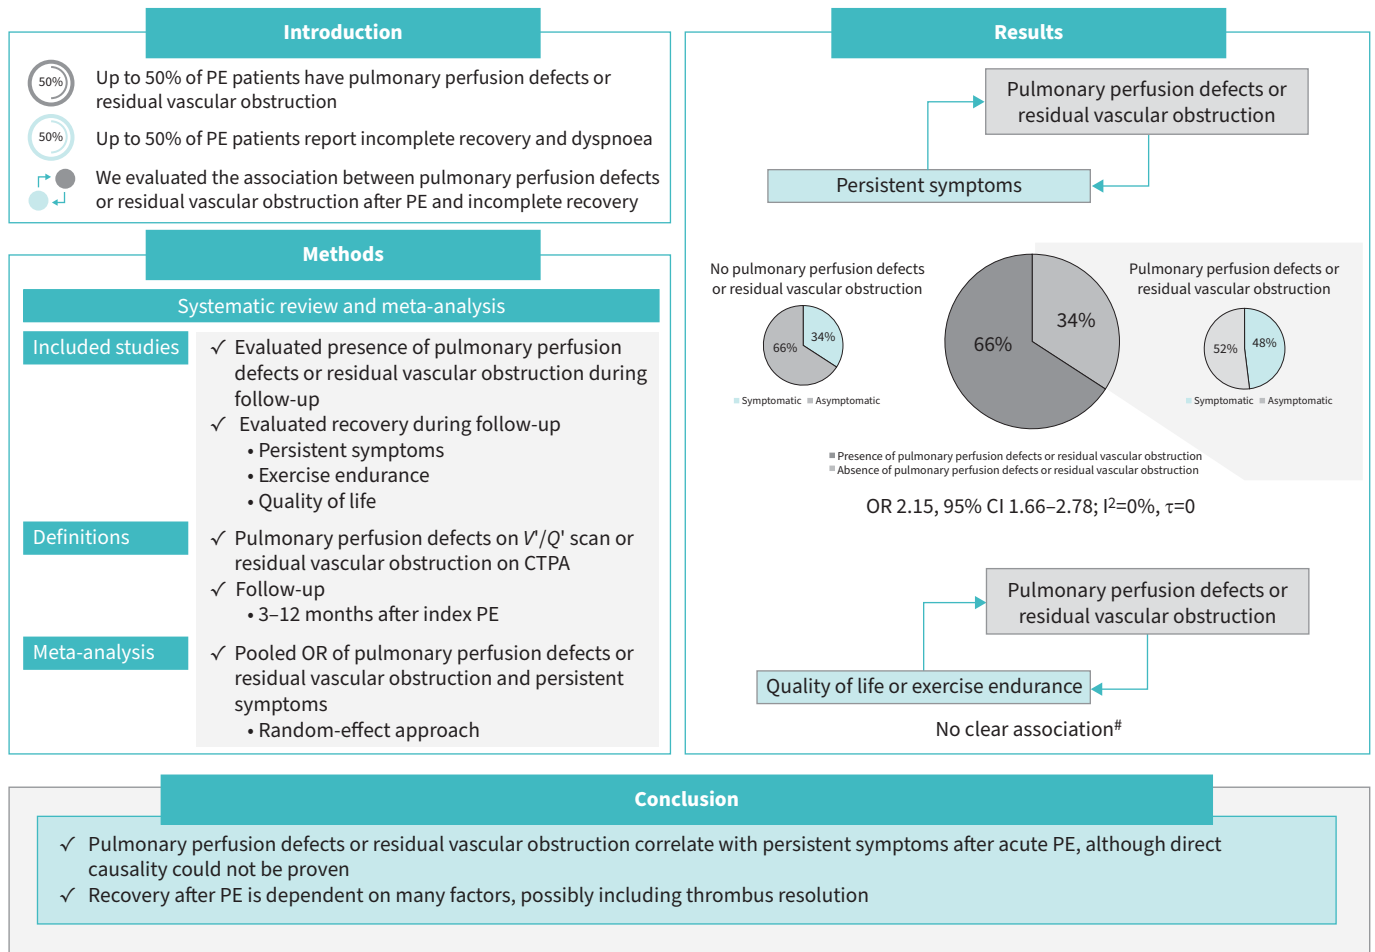 Introduction
50%
Up to 50% of PE patients have pulmonary perfusion defects or
residual vascular obstruction
50%
Up to 50% of PE patients report incomplete recovery and dyspnoea
We evaluated the association between pulmonary perfusion defects
or residual vascular obstruction after PE and incomplete recovery
Methods
Systematic review and meta-analysis
Included studies
✓ Evaluated presence of pulmonary perfusion
defects or residual vascular obstruction during
follow-up
✓ Evaluated recovery during follow-up
• Persistent symptoms
• Exercise endurance
• Quality of life
Definitions
✓ Pulmonary perfusion defects on V'/Q' scan or
residual vascular obstruction on CTPA
✓ Follow-up
• 3–12 months after index PE
Meta-analysis
✓ Pooled OR of pulmonary perfusion defects or
residual vascular obstruction and persistent
symptoms
• Random-effect approach
Results
Pulmonary perfusion defects or
residual vascular obstruction
Persistent symptoms
No pulmonary perfusion defects
or residual vascular obstruction
66% 34%
Symptomatic Asymptomatic
66% 34%
Presence of pulmonary perfusion defects or residual vascular obstruction
Absence of pulmonary perfusion defects or residual vascular obstruction
Pulmonary perfusion defects or
residual vascular obstruction
52% 48%
Symptomatic Asymptomatic
OR 2.15, 95% CI 1.66–2.78; I²=0%, τ=0
Pulmonary perfusion defects or
residual vascular obstruction
Quality of life or exercise endurance
No clear association#
Conclusion
✓ Pulmonary perfusion defects or residual vascular obstruction correlate with persistent symptoms after acute PE, although direct
causality could not be proven
✓ Recovery after PE is dependent on many factors, possibly including thrombus resolution